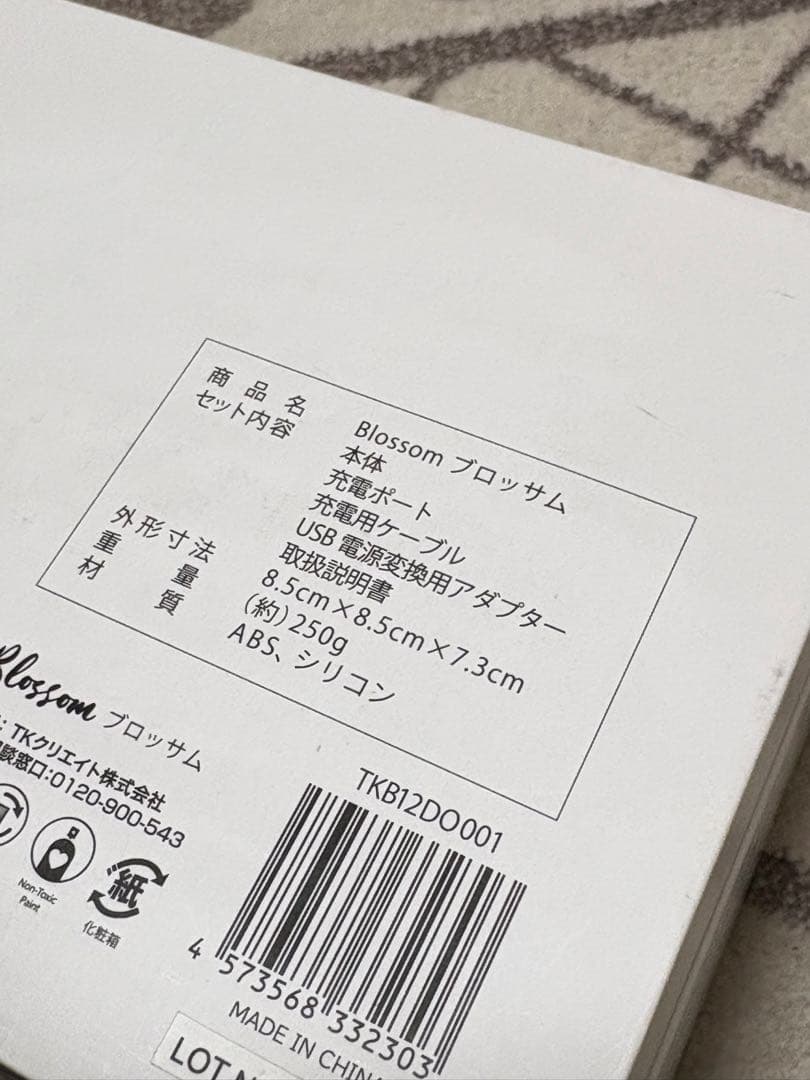 商品名 Blossom ブロッサム
セット内容 本体
充電ポート
充電用ケーブル
USB電源変換用アダプター
取扱説明書
外形寸法 8.5cm×8.5cm×7.3cm
重量 (約)250g
材質 ABS、シリコン
Blossom ブロッサム
: TKクリエイト株式会社
談窓口:0120-900-543
Non-Toxic
Paint
紙
化粧箱
TKB12DO001
4 573568 332303
MADE IN CHINA
LOT N